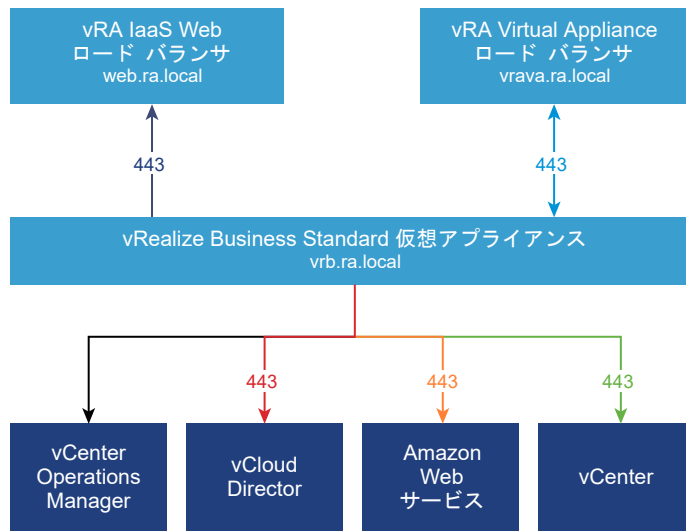 vRA IaaS Web
ロード バランサ
web.ra.local
vRA Virtual Appliance
ロード バランサ
vrava.ra.local
443
443
vRealize Business Standard 仮想アプライアンス
vrb.ra.local
443
443
443
vCenter
Operations
Manager
vCloud
Director
Amazon
Web
サービス
vCenter